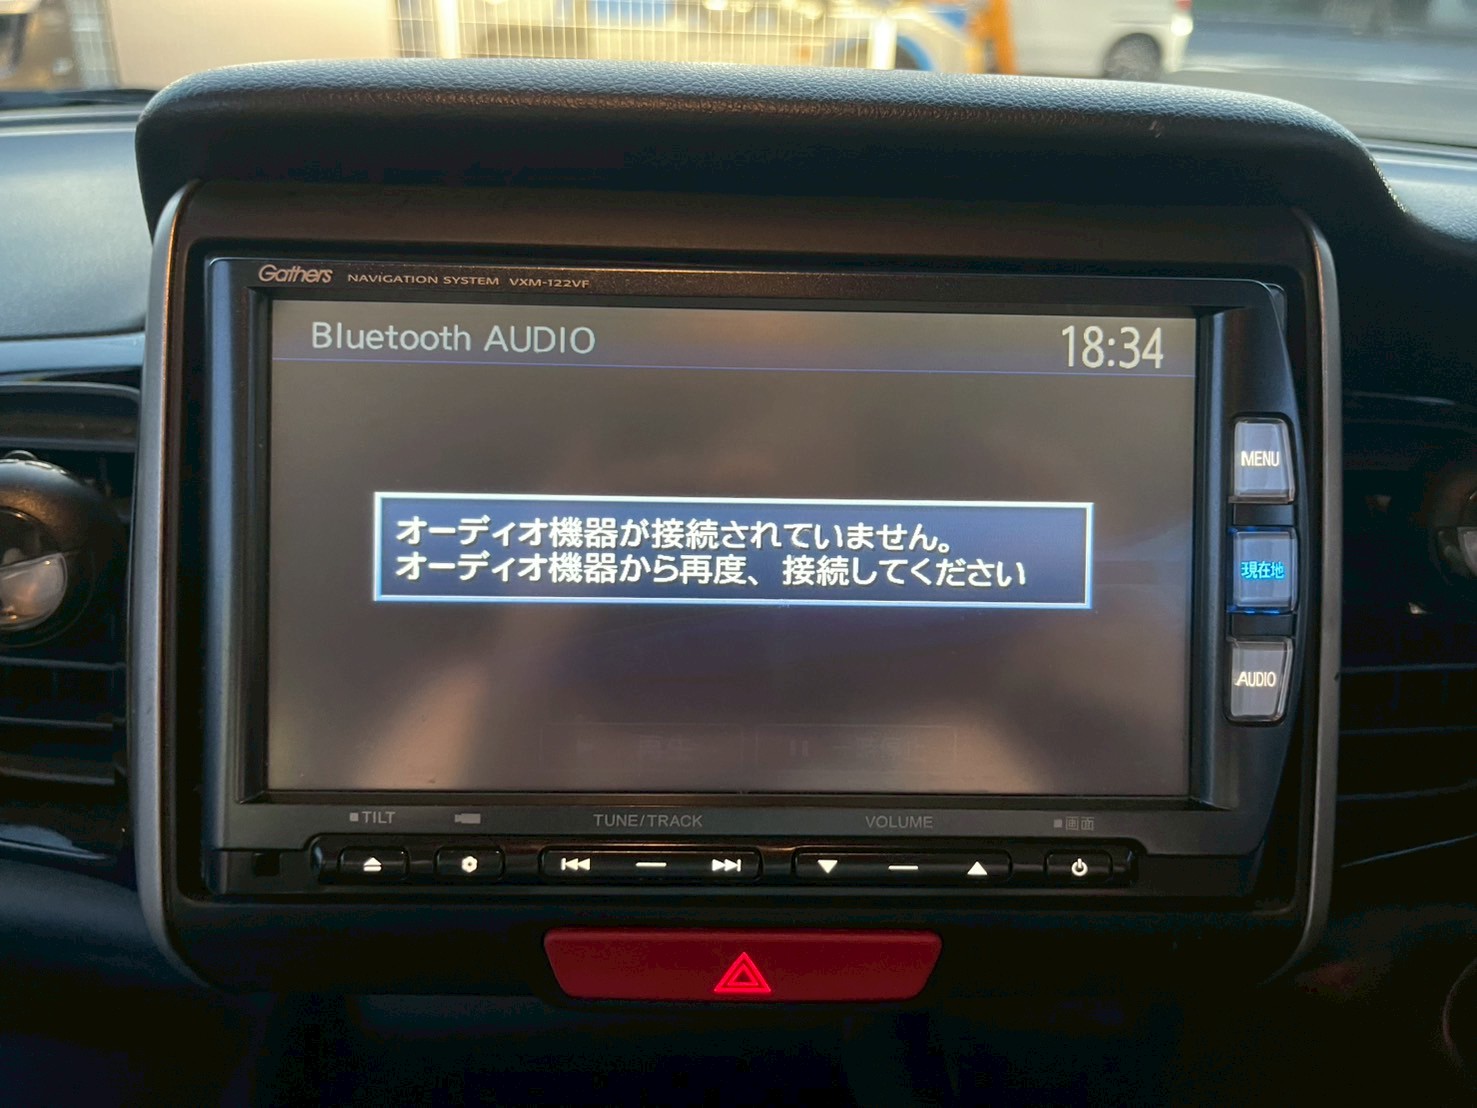 Gathers NAVIGATION SYSTEM VXM-122VF
Bluetooth AUDIO
18:34
MENU
オーディオ機器が接続されていません。
オーディオ機器から再度、接続してください
現在地
AUDIO
TILT
TUNE/TRACK
VOLUME
画面